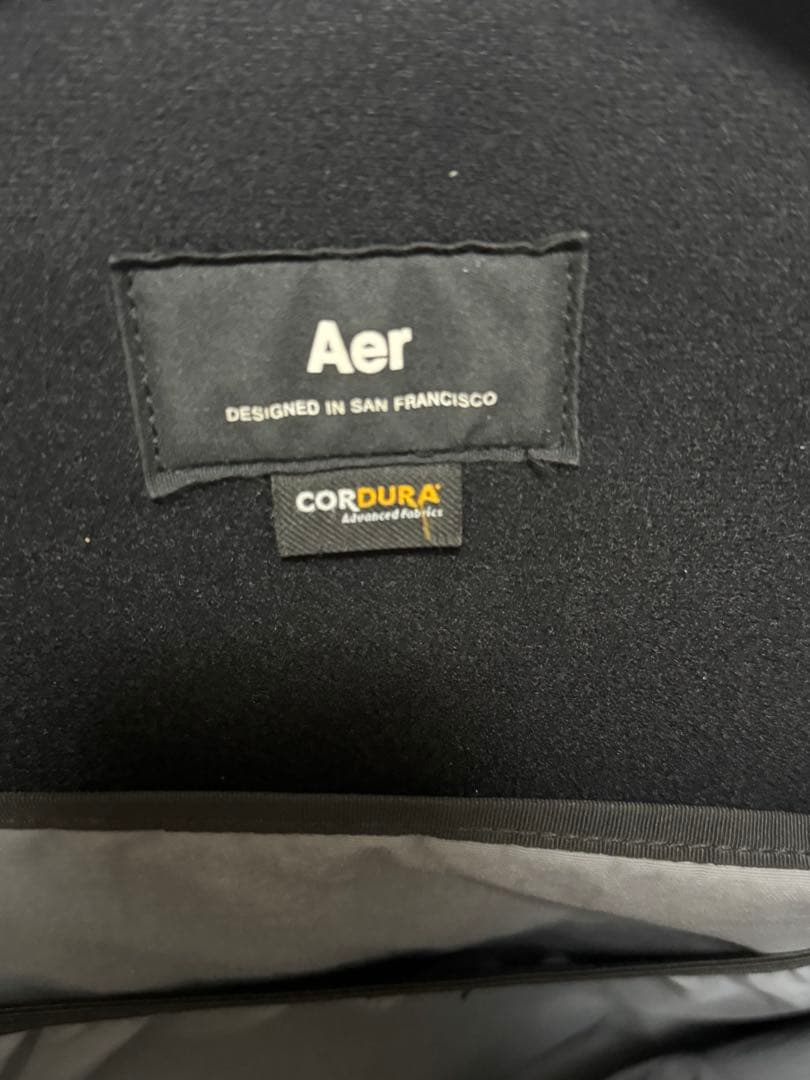 Aer
DESIGNED IN SAN FRANCISCO
CORDURA®
Advanced Fabrics